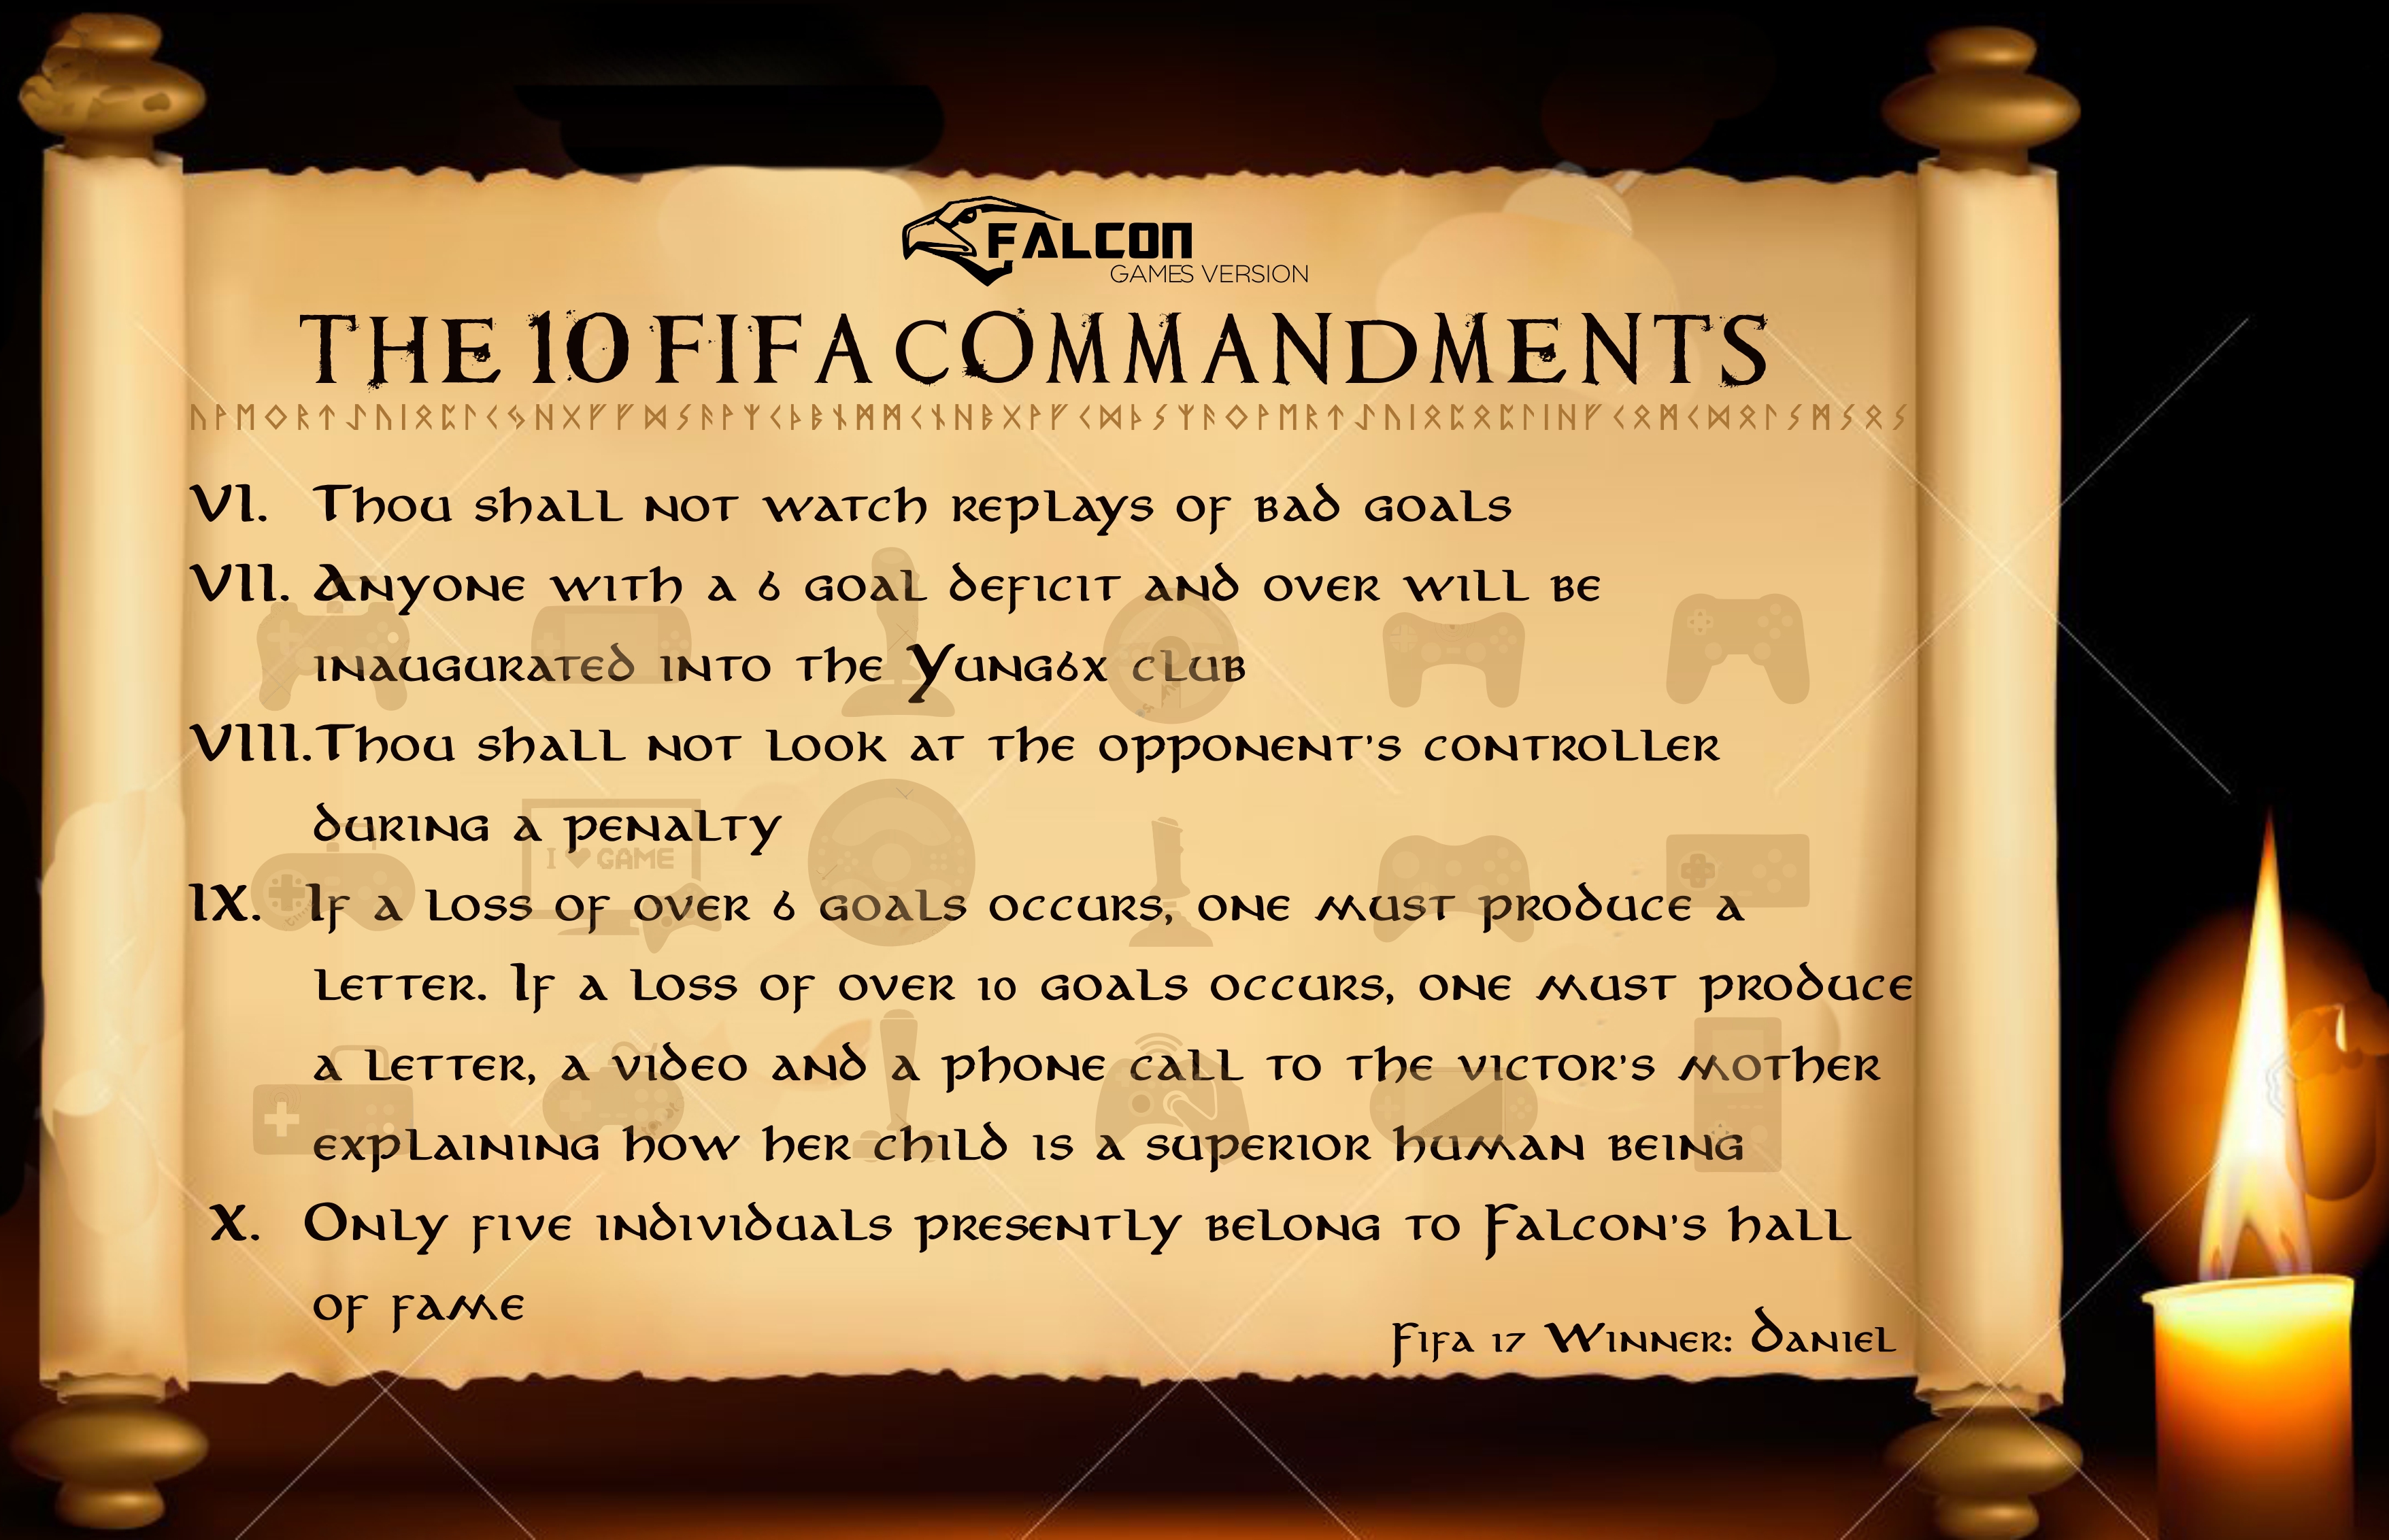 FALCON
GAMES VERSION
THE 10 FIFA COMMANDMENTS
VI. Thou shall not watch replays of bad goals
VII. Anyone with a 6 goal deficit and over will be
inaugurated into the Yung6x club
VIII. Thou shall not look at the opponent's controller
during a penalty
I ❤ GAME
IX. If a loss of over 6 goals occurs, one must produce a
letter. If a loss of over 10 goals occurs, one must produce
a letter, a video and a phone call to the victor's mother
explaining how her child is a superior human being
X. Only five individuals presently belong to Falcon's hall
of fame
Fifa 17 Winner: Daniel